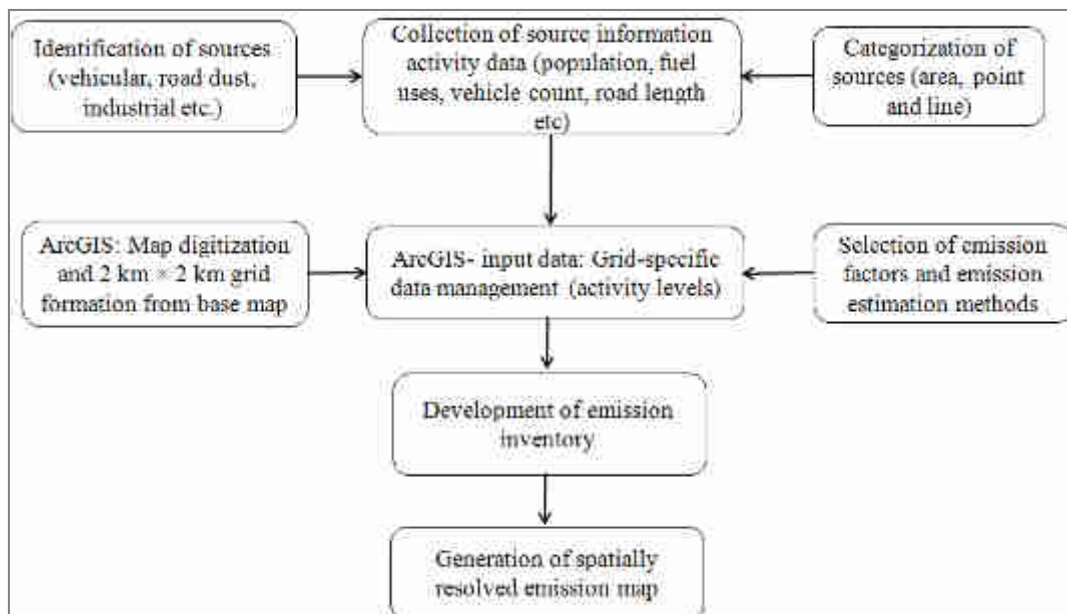 Identification of sources
(vehicular, road dust,
industrial etc.)
Collection of source information
activity data (population, fuel
uses, vehicle count, road length
etc)
Categorization of
sources (area, point
and line)
ArcGIS: Map digitization
and 2 km × 2 km grid
formation from base map
ArcGIS- input data: Grid-specific
data management (activity levels)
Selection of emission
factors and emission
estimation methods
Development of emission
inventory
Generation of spatially
resolved emission map